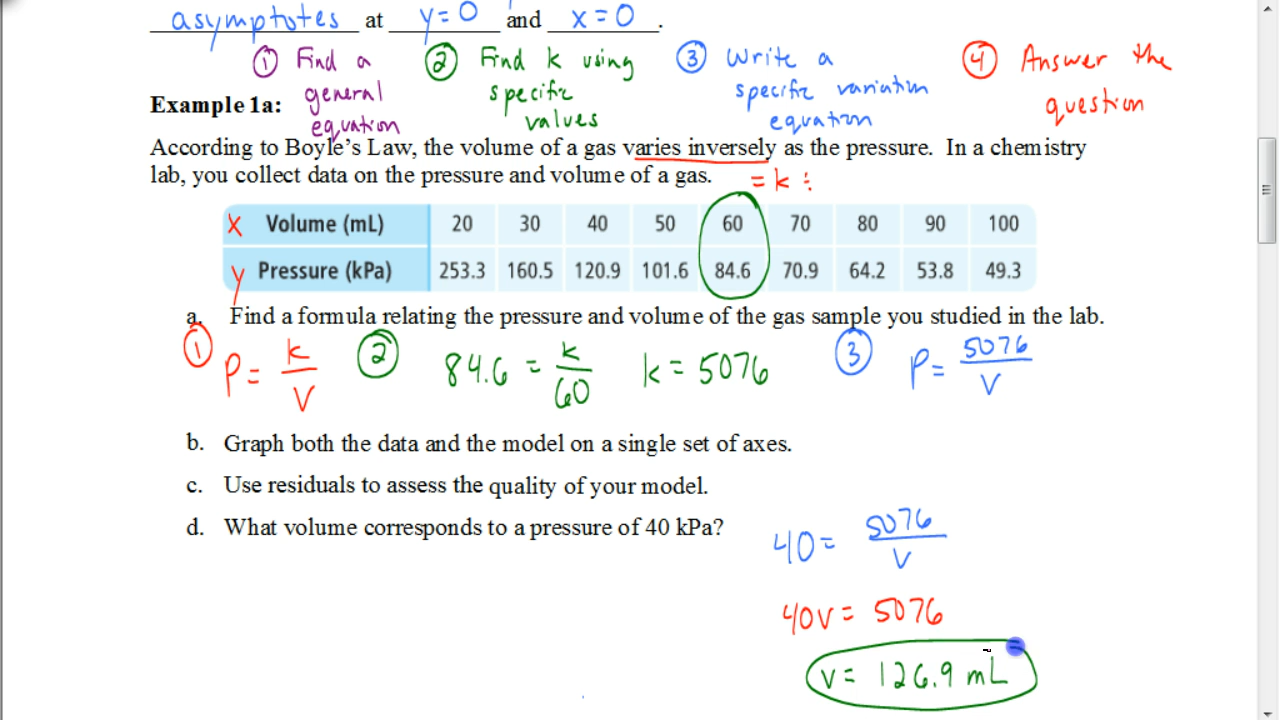 asymptotes at y=0 and x=0.
① Find a general equation
② Find k using specific values
③ Write a specific variation equation
④ Answer the question
Example 1a:
According to Boyle's Law, the volume of a gas varies inversely as the pressure. In a chemistry
lab, you collect data on the pressure and volume of a gas. = k ÷
x Volume (mL) 20 30 40 50 60 70 80 90 100
y Pressure (kPa) 253.3 160.5 120.9 101.6 84.6 70.9 64.2 53.8 49.3
a. Find a formula relating the pressure and volume of the gas sample you studied in the lab.
① P = k/V ② 84.6 = k/60 k = 5076 ③ P = 5076/V
b. Graph both the data and the model on a single set of axes.
c. Use residuals to assess the quality of your model.
d. What volume corresponds to a pressure of 40 kPa?
40 = 5076/V
40V = 5076
V = 126.9 mL